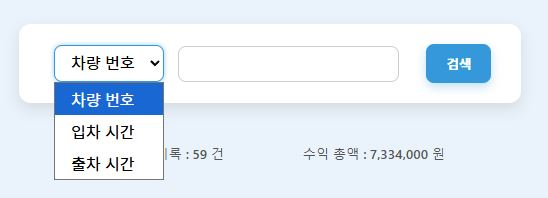 차량 번호
검색
차량 번호
입차 시간
출차 시간
록 : 59 건
수익 총액 : 7,334,000 원